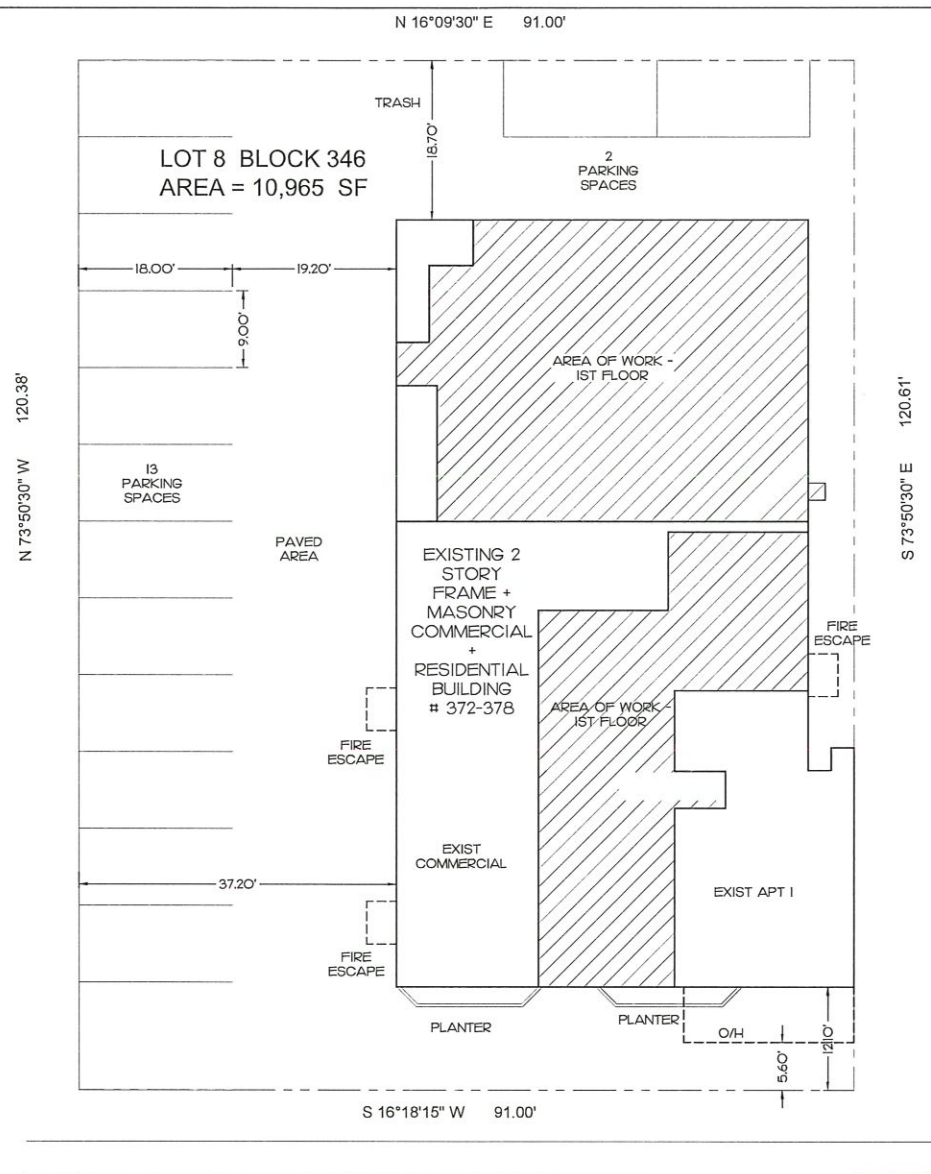 N 16°09'30" E 91.00'
TRASH
18.70'
LOT 8 BLOCK 346
AREA = 10,965 SF
2
PARKING
SPACES
18.00'
19.20'
9.00'
AREA OF WORK -
1ST FLOOR
N 73°50'30" W 120.38'
S 73°50'30" E 120.61'
13
PARKING
SPACES
PAVED
AREA
EXISTING 2
STORY
FRAME +
MASONRY
COMMERCIAL
+
RESIDENTIAL
BUILDING
# 372-378
FIRE
ESCAPE
AREA OF WORK -
1ST FLOOR
FIRE
ESCAPE
EXIST
COMMERCIAL
37.20'
EXIST APT 1
FIRE
ESCAPE
PLANTER
PLANTER
O/H
5.60'
12.10'
S 16°18'15" W 91.00'